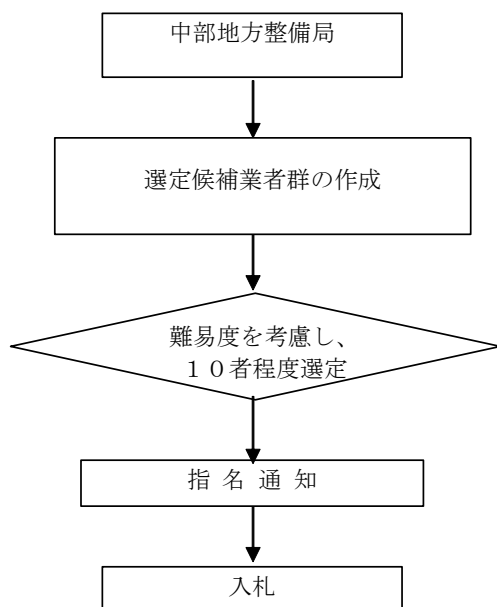 中部地方整備局
選定候補業者群の作成
難易度を考慮し、
１０者程度選定
指 名 通 知
入札